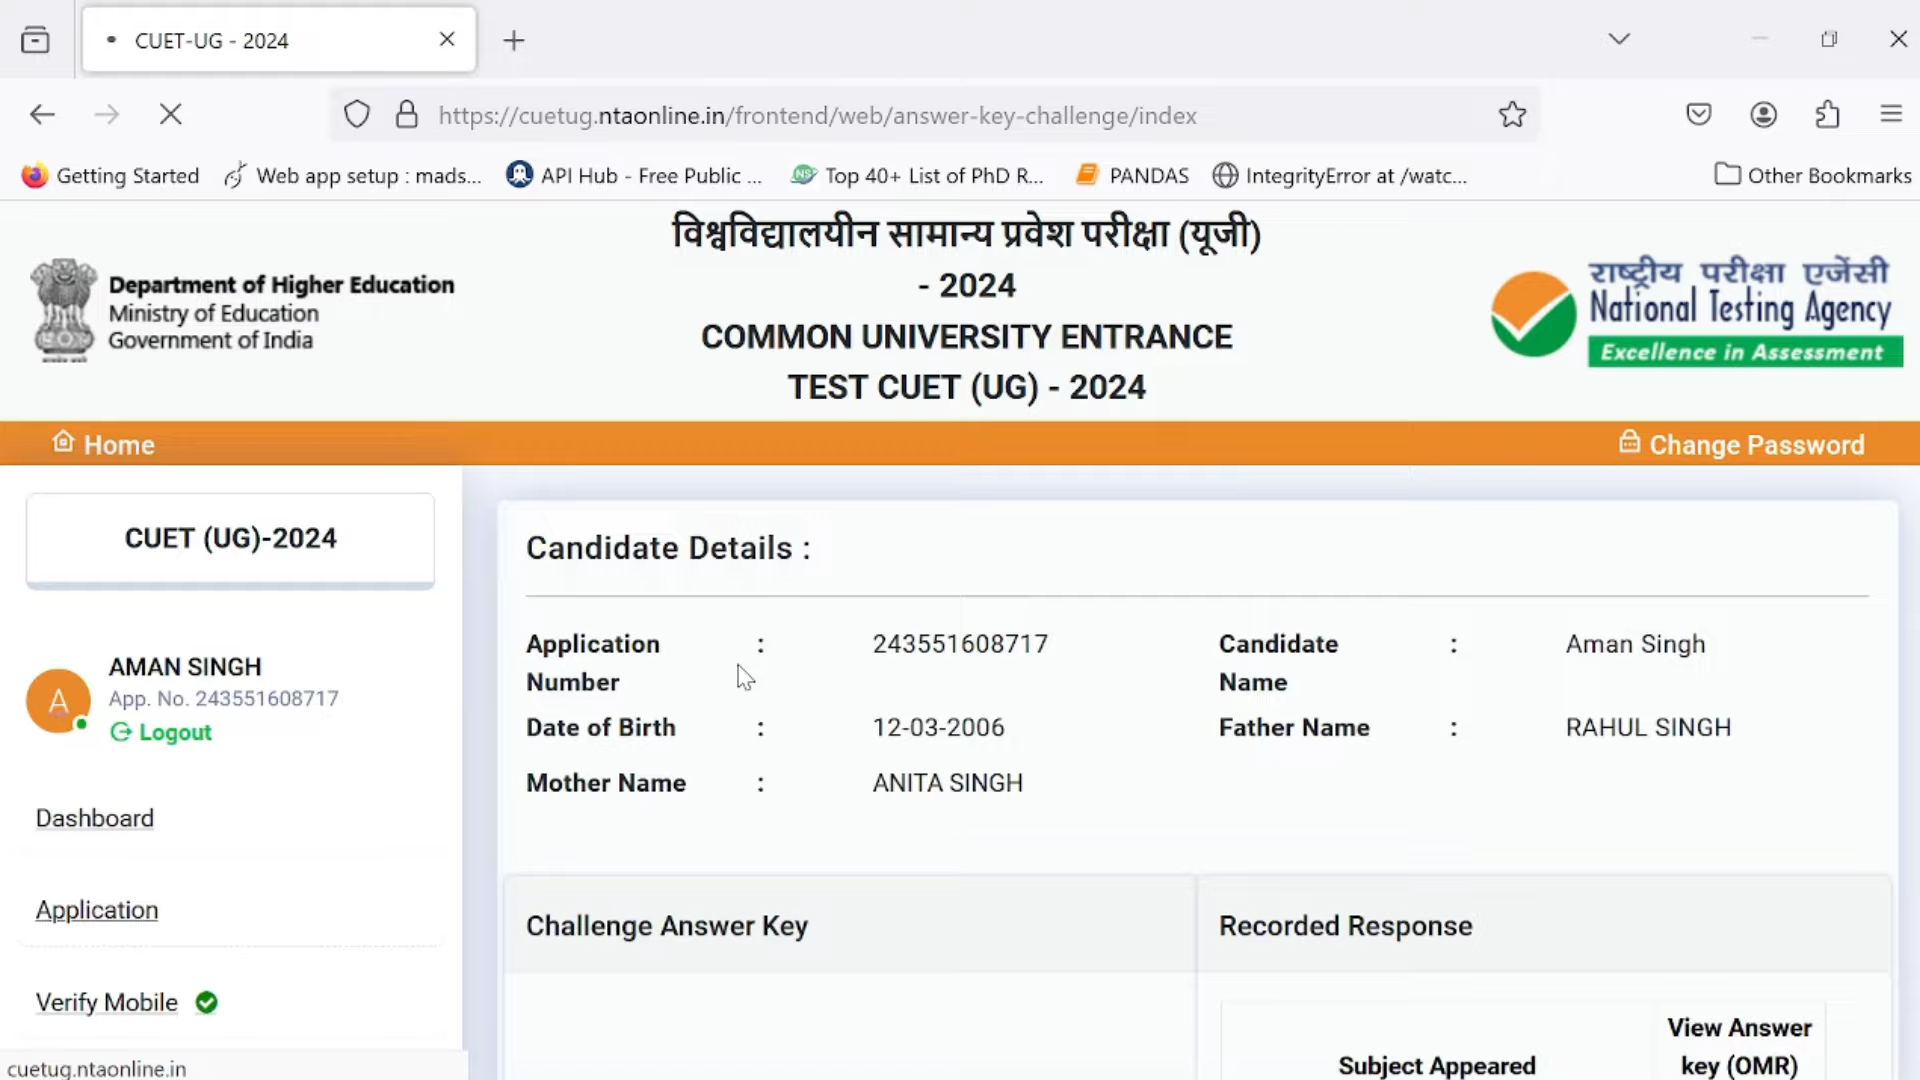 CUET-UG - 2024
https://cuetug.ntaonline.in/frontend/web/answer-key-challenge/index
Getting Started
Web app setup : mads...
API Hub - Free Public ...
Top 40+ List of PhD R...
PANDAS
IntegrityError at /watc...
Other Bookmarks
Department of Higher Education
Ministry of Education
Government of India
विश्वविद्यालयीन सामान्य प्रवेश परीक्षा (यूजी)
- 2024
COMMON UNIVERSITY ENTRANCE
TEST CUET (UG) - 2024
राष्ट्रीय परीक्षा एजेंसी
National Testing Agency
Excellence in Assessment
Home
Change Password
CUET (UG)-2024
A
AMAN SINGH
App. No. 243551608717
Logout
Dashboard
Application
Verify Mobile
cuetug.ntaonline.in
Candidate Details :
Application Number : 243551608717
Candidate Name : Aman Singh
Date of Birth : 12-03-2006
Father Name : RAHUL SINGH
Mother Name : ANITA SINGH
Challenge Answer Key
Recorded Response
Subject Appeared
View Answer
key (OMR)